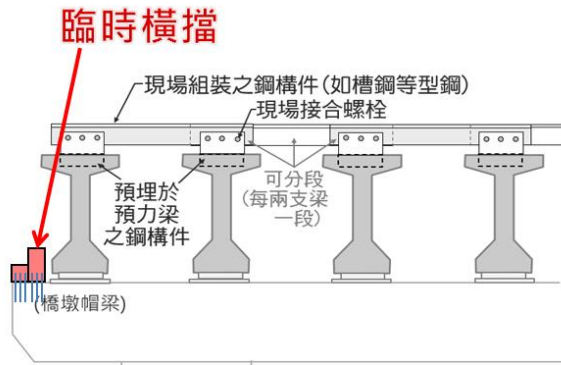 臨時橫擋
現場組裝之鋼構件(如槽鋼等型鋼)
現場接合螺栓
預埋於
預力梁
之鋼構件
可分段
(每兩支梁
一段)
(橋墩帽梁)